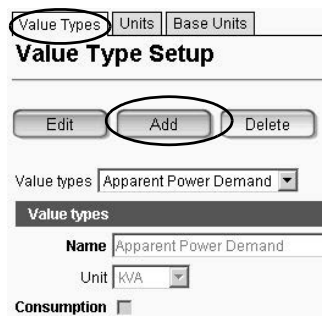 Value Types Units Base Units
Value Type Setup
Edit Add Delete
Value types Apparent Power Demand
Value types
Name Apparent Power Demand
Unit kVA
Consumption